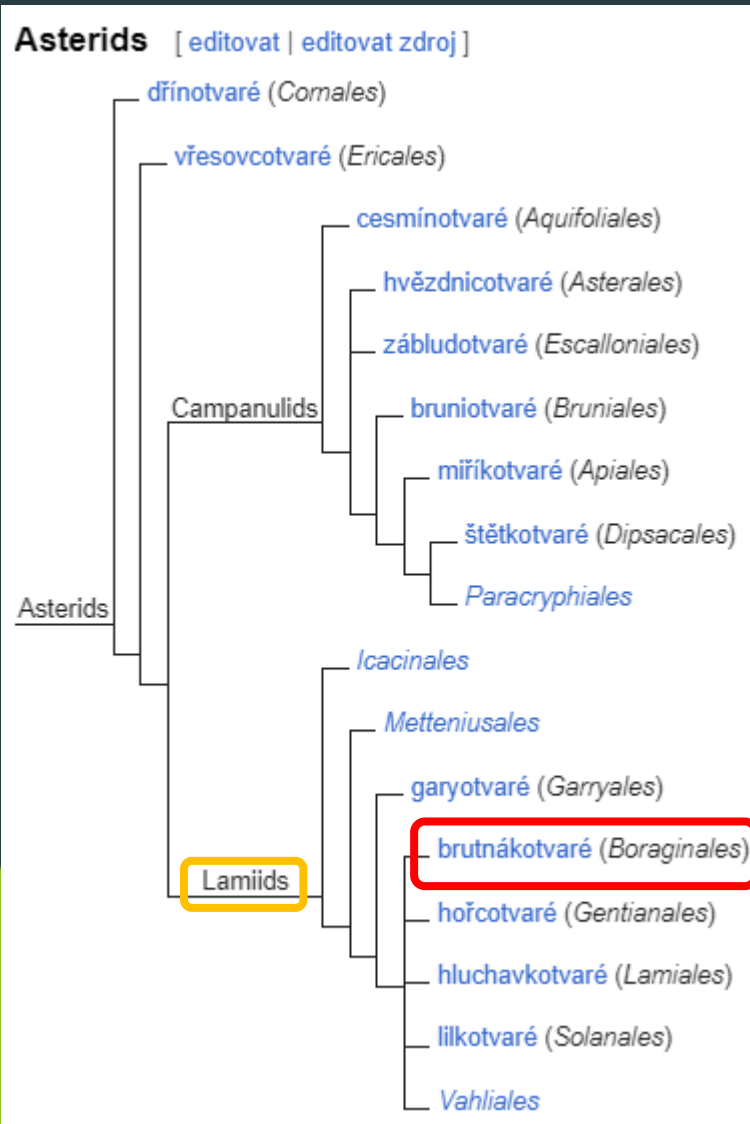 Asterids [ editovat | editovat zdroj ]
dřínotvaré (Cornales)
vřesovcotvaré (Ericales)
cesmínotvaré (Aquifoliales)
hvězdnicotvaré (Asterales)
zábludotvaré (Escalloniales)
Campanulids
bruniotvaré (Bruniales)
miříkotvaré (Apiales)
štětkotvaré (Dipsacales)
Paracryphiales
Asterids
Icacinales
Metteniusales
garyotvaré (Garryales)
brutnákotvaré (Boraginales)
Lamiids
hořcotvaré (Gentianales)
hluchavkotvaré (Lamiales)
lilkotvaré (Solanales)
Vahliales